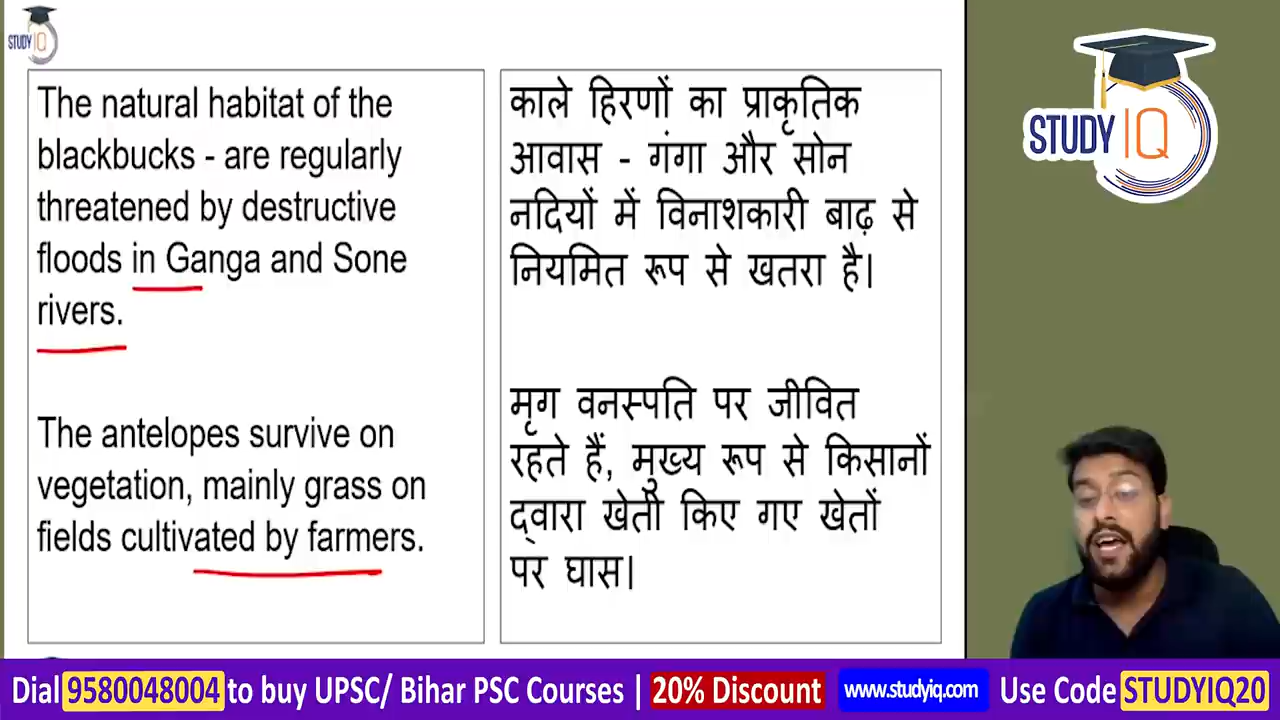 STUDY IQ
The natural habitat of the
blackbucks - are regularly
threatened by destructive
floods in Ganga and Sone
rivers.
The antelopes survive on
vegetation, mainly grass on
fields cultivated by farmers.
काले हिरणों का प्राकृतिक
आवास - गंगा और सोन
नदियों में विनाशकारी बाढ़ से
नियमित रूप से खतरा है।
मृग वनस्पति पर जीवित
रहते हैं, मुख्य रूप से किसानों
द्वारा खेती किए गए खेतों
पर घास।
STUDY IQ
Dial 9580048004 to buy UPSC/ Bihar PSC Courses | 20% Discount www.studyiq.com Use Code STUDYIQ20